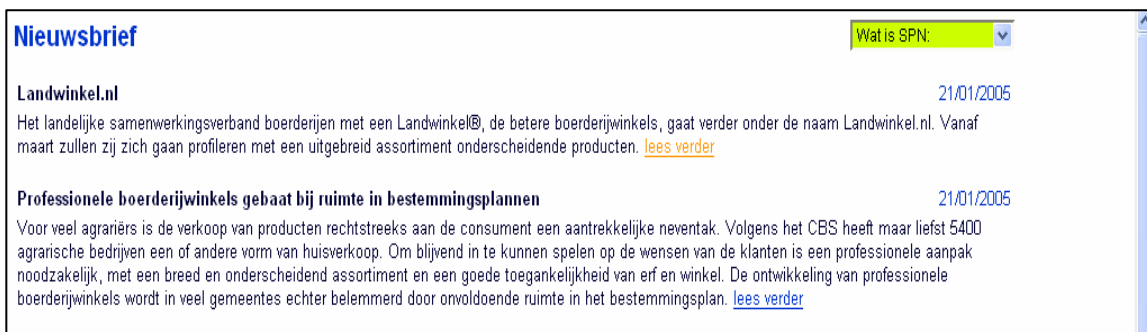 Nieuwsbrief
Wat is SPN:
Landwinkel.nl
21/01/2005
Het landelijke samenwerkingsverband boerderijen met een Landwinkel®, de betere boerderijwinkels, gaat verder onder de naam Landwinkel.nl. Vanaf
maart zullen zij zich gaan profileren met een uitgebreid assortiment onderscheidende producten. lees verder
Professionele boerderijwinkels gebaat bij ruimte in bestemmingsplannen
21/01/2005
Voor veel agrariërs is de verkoop van producten rechtstreeks aan de consument een aantrekkelijke neventak. Volgens het CBS heeft maar liefst 5400
agrarische bedrijven een of andere vorm van huisverkoop. Om blijvend in te kunnen spelen op de wensen van de klanten is een professionele aanpak
noodzakelijk, met een breed en onderscheidend assortiment en een goede toegankelijkheid van erf en winkel. De ontwikkeling van professionele
boerderijwinkels wordt in veel gemeentes echter belemmerd door onvoldoende ruimte in het bestemmingsplan. lees verder